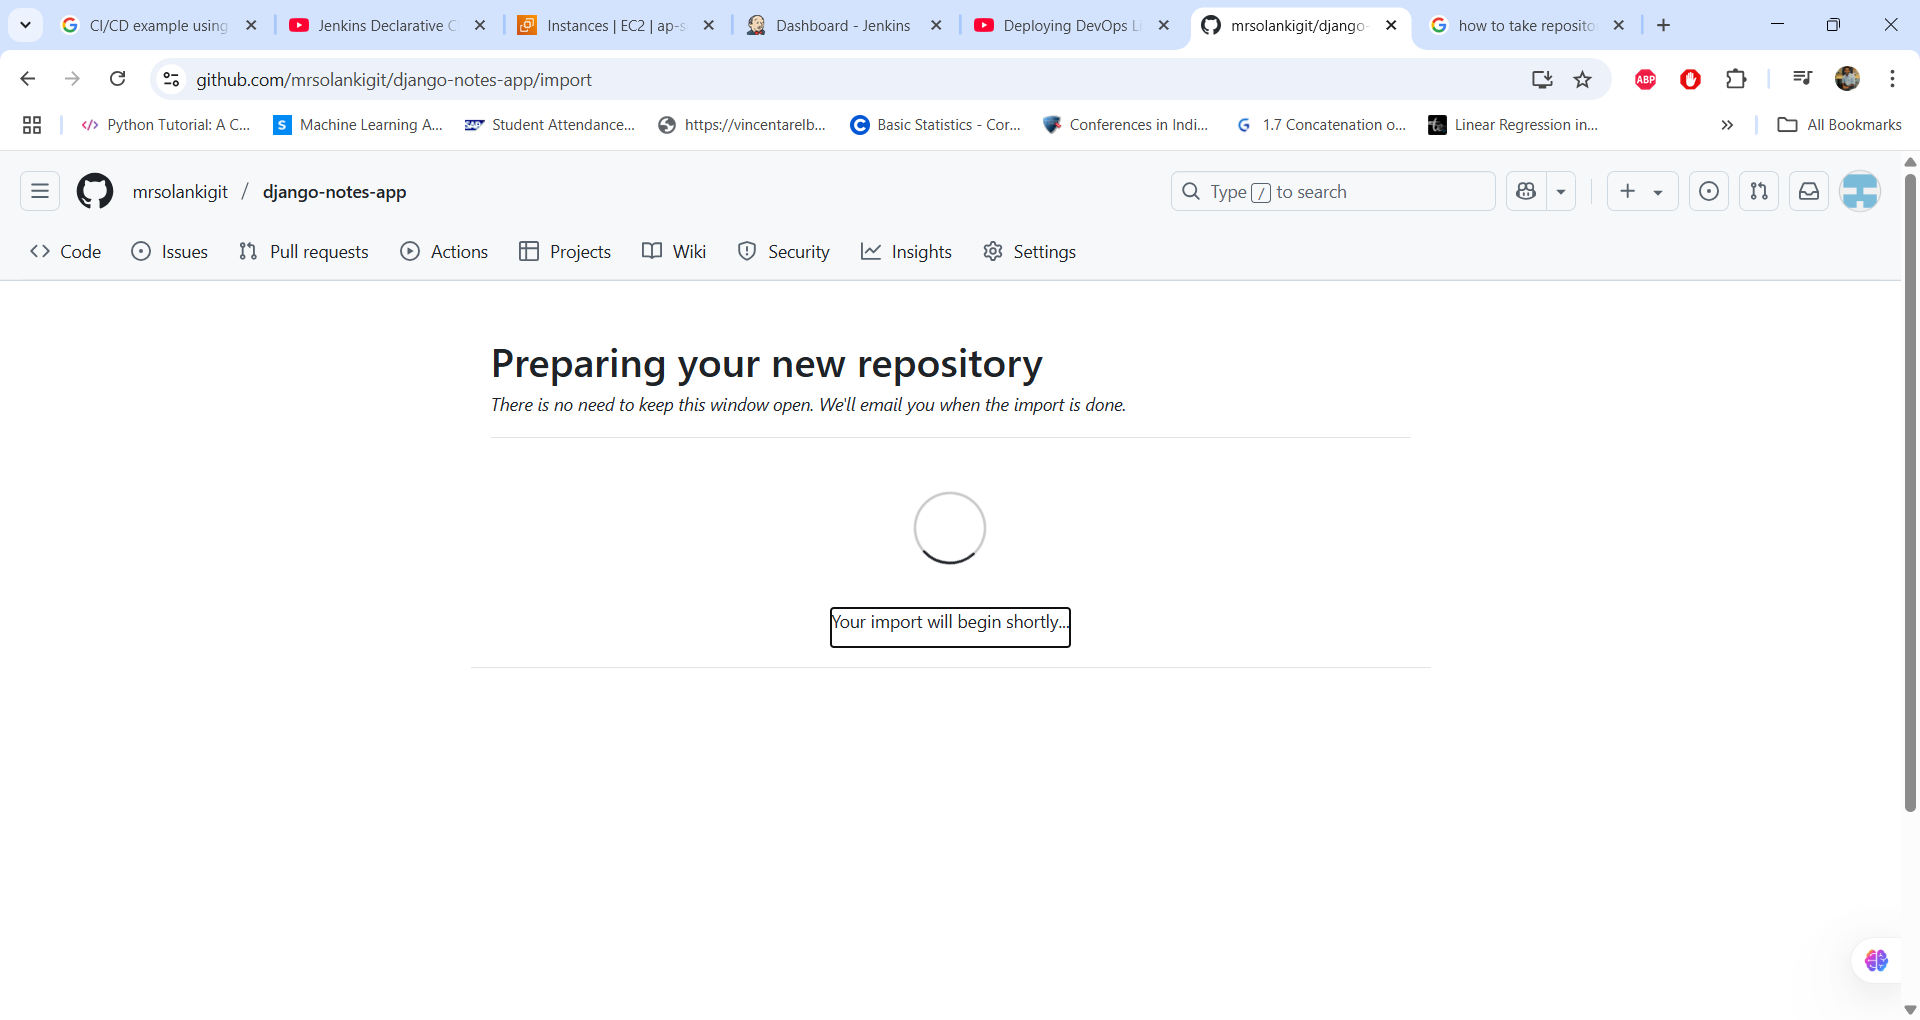 CI/CD example using
Jenkins Declarative C
Instances | EC2 | ap-s
Dashboard - Jenkins
Deploying DevOps Li
mrsolankigit/django-
how to take reposito
github.com/mrsolankigit/django-notes-app/import
ABP
Python Tutorial: A C...
Machine Learning A...
Student Attendance...
https://vincentarelb...
Basic Statistics - Cor...
Conferences in Indi...
1.7 Concatenation o...
Linear Regression in...
All Bookmarks
mrsolankigit / django-notes-app
Type / to search
Code
Issues
Pull requests
Actions
Projects
Wiki
Security
Insights
Settings
Preparing your new repository
There is no need to keep this window open. We'll email you when the import is done.
Your import will begin shortly...